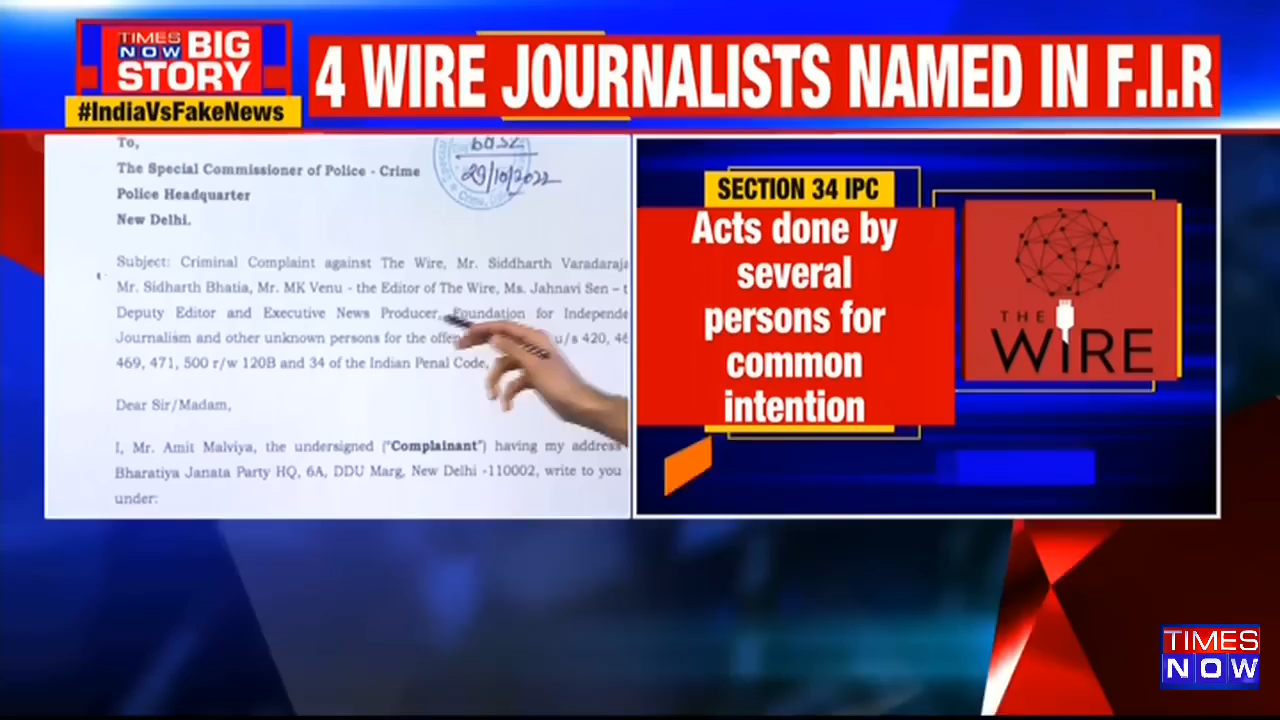 TIMES NOW BIG STORY
#IndiaVsFakeNews
4 WIRE JOURNALISTS NAMED IN F.I.R
To,
The Special Commissioner of Police - Crime
Police Headquarter
New Delhi.
29/10/2022
Subject: Criminal Complaint against The Wire, Mr. Siddharth Varadaraja
Mr. Sidharth Bhatia, Mr. MK Venu - the Editor of The Wire, Ms. Jahnavi Sen – t
Deputy Editor and Executive News Producer, Foundation for Independe
Journalism and other unknown persons for the offen u/s 420, 46
469, 471, 500 r/w 120B and 34 of the Indian Penal Code.
Dear Sir/Madam,
I, Mr. Amit Malviya, the undersigned ("Complainant") having my address
Bharatiya Janata Party HQ, 6A, DDU Marg, New Delhi -110002, write to you
under:
SECTION 34 IPC
Acts done by
several
persons for
common
intention
THE
WIRE
TIMES
NOW